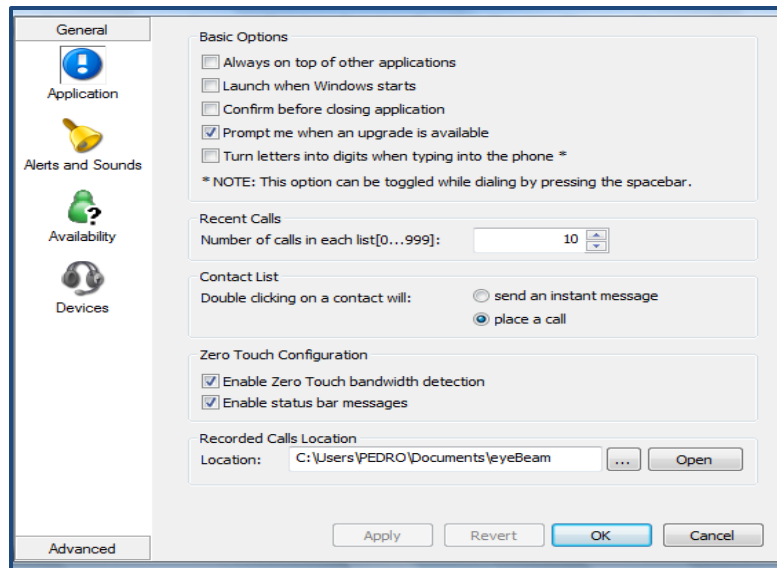 General
Application
Alerts and Sounds
Availability
Devices
Advanced
Basic Options
Always on top of other applications
Launch when Windows starts
Confirm before closing application
Prompt me when an upgrade is available
Turn letters into digits when typing into the phone *
* NOTE: This option can be toggled while dialing by pressing the spacebar.
Recent Calls
Number of calls in each list[0...999]: 10
Contact List
Double clicking on a contact will: send an instant message
place a call
Zero Touch Configuration
Enable Zero Touch bandwidth detection
Enable status bar messages
Recorded Calls Location
Location: C:\Users\PEDRO\Documents\eyeBeam ... Open
Apply Revert OK Cancel